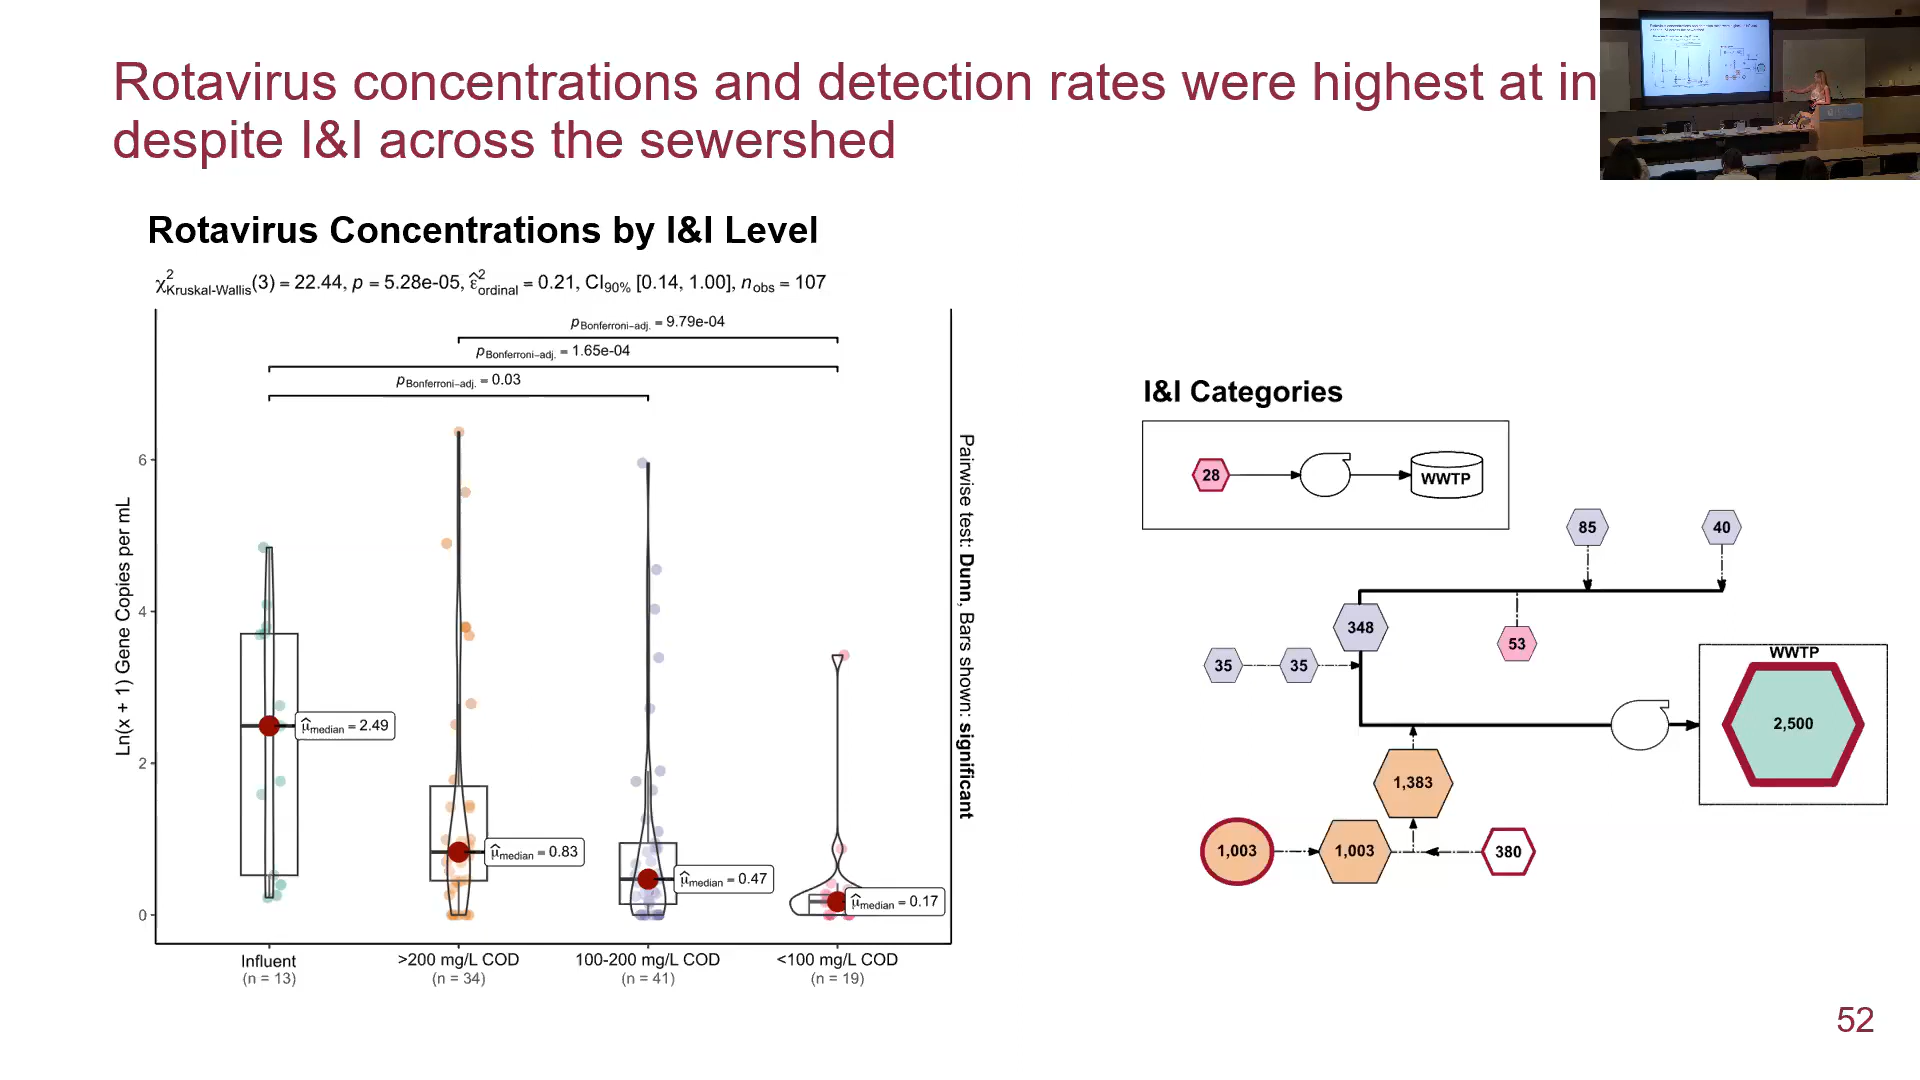 Rotavirus concentrations and detection rates were highest at in
despite I&I across the sewershed
Rotavirus Concentrations by I&I Level
χ²Kruskal-Wallis(3) = 22.44, p = 5.28e-05, ε̂²ordinal = 0.21, CI90% [0.14, 1.00], nobs = 107
pBonferroni-adj. = 9.79e-04
pBonferroni-adj. = 1.65e-04
pBonferroni-adj. = 0.03
Ln(x + 1) Gene Copies per mL
6
4
2
0
μ̂median = 2.49
μ̂median = 0.83
μ̂median = 0.47
μ̂median = 0.17
Influent
(n = 13)
>200 mg/L COD
(n = 34)
100-200 mg/L COD
(n = 41)
<100 mg/L COD
(n = 19)
Pairwise test: Dunn, Bars shown: significant
I&I Categories
28
WWTP
85
40
348
53
35
35
WWTP
2,500
1,383
1,003
1,003
380
52